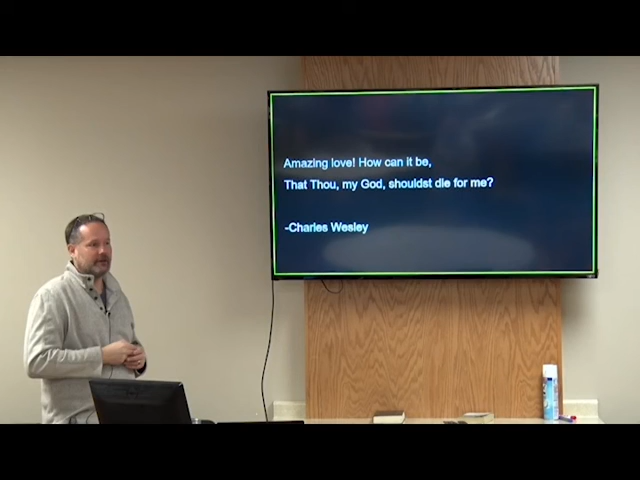 Amazing love! How can it be,
That Thou, my God, shouldst die for me?
-Charles Wesley